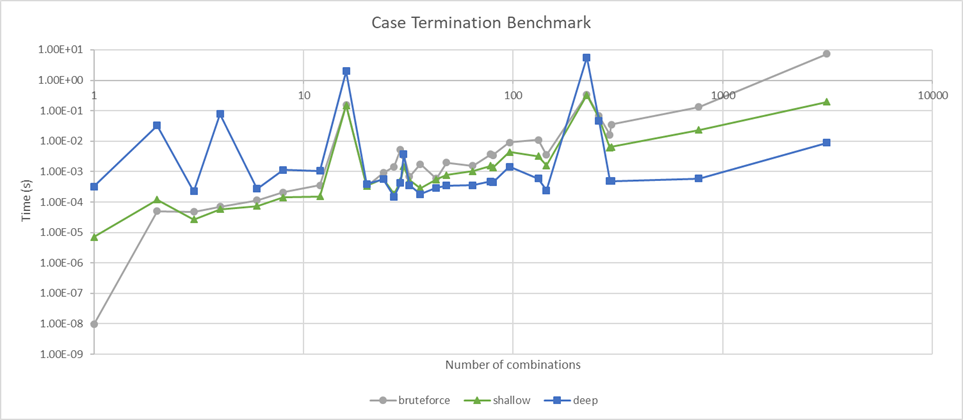 Case Termination Benchmark
1.00E+01
1.00E+00
1 10 100 1000 10000
1.00E-01
1.00E-02
1.00E-03
1.00E-04
1.00E-05
1.00E-06
1.00E-07
1.00E-08
1.00E-09
Time (s)
Number of combinations
bruteforce shallow deep